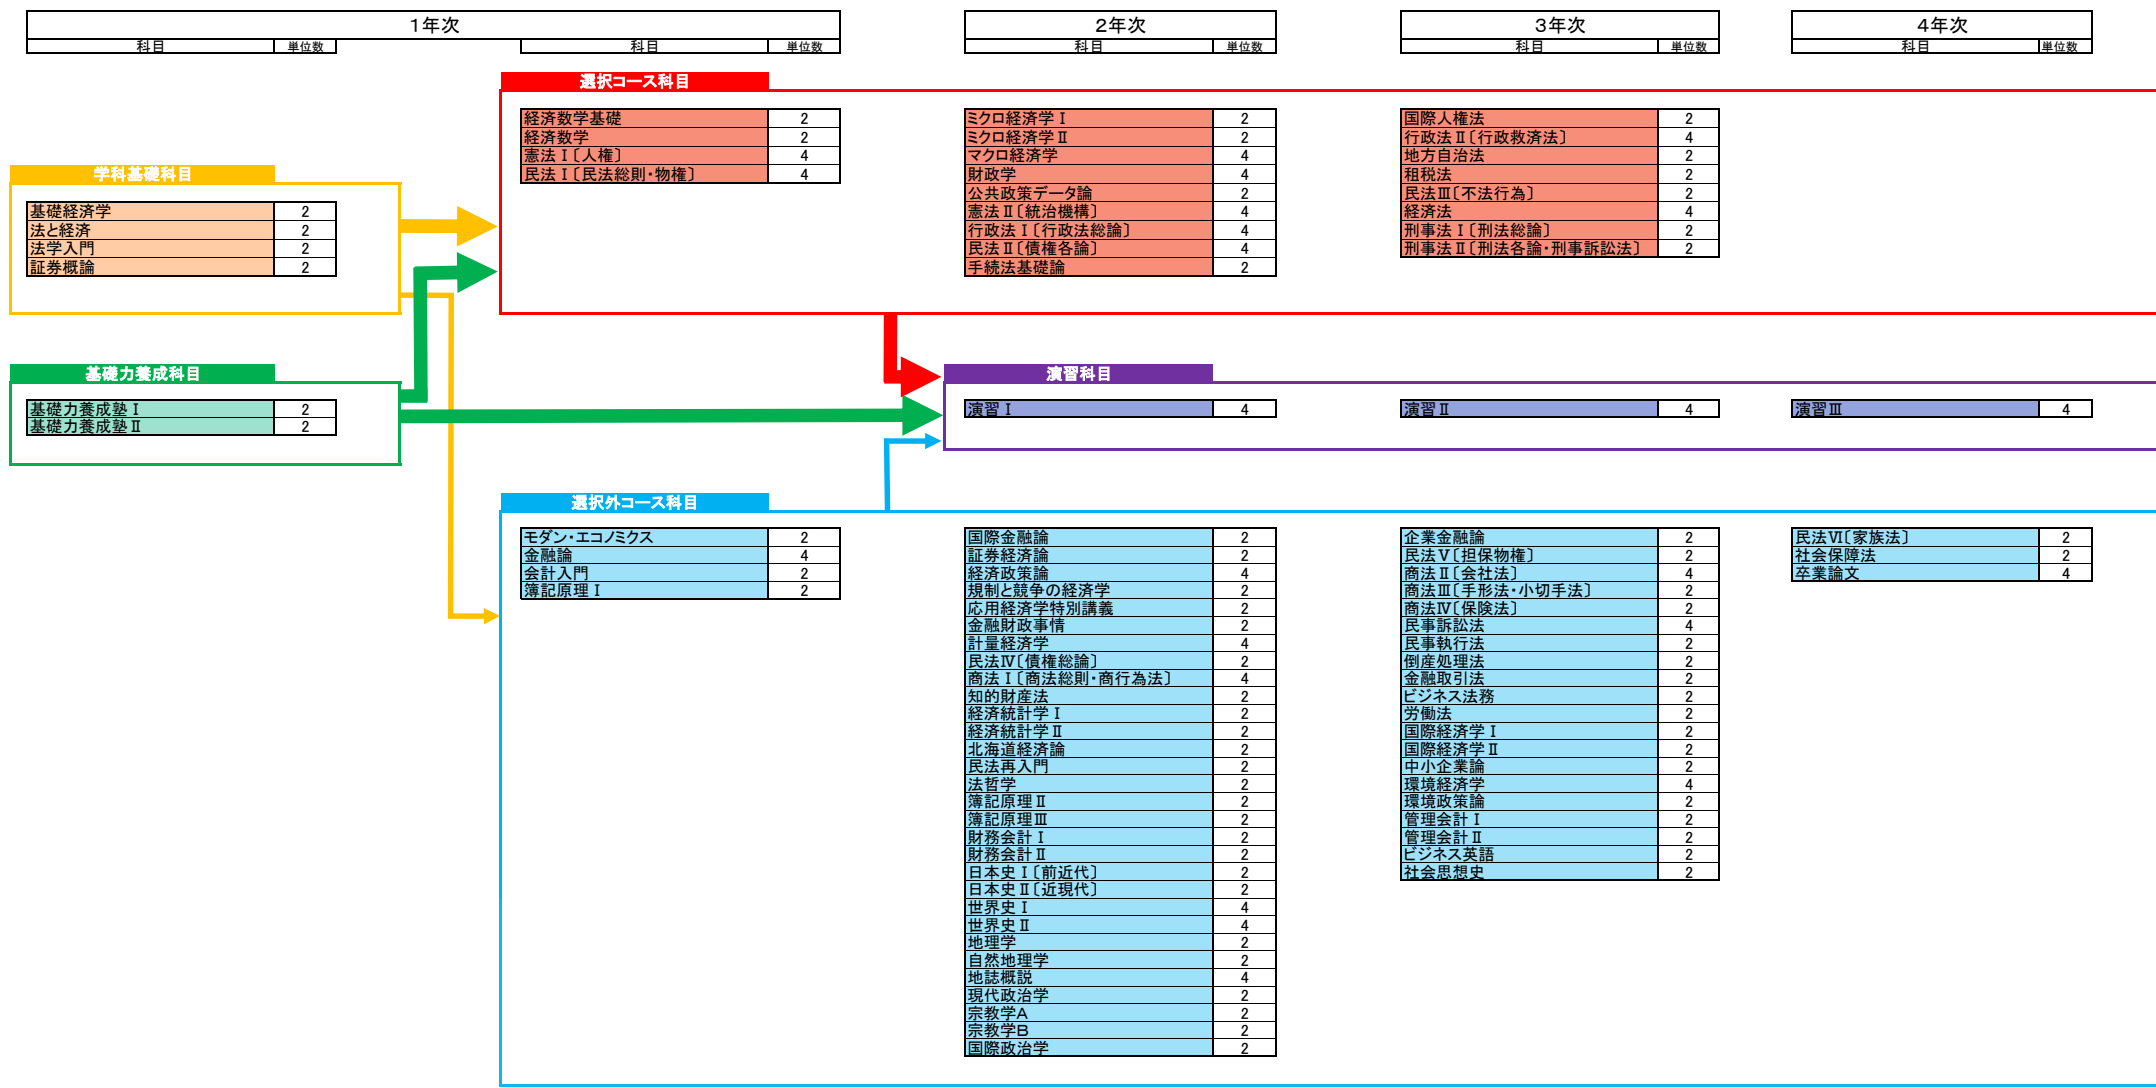 1年次
科目 単位数 科目 単位数
2年次
科目 単位数
3年次
科目 単位数
4年次
科目 単位数
学科基礎科目
基礎経済学 2
法と経済 2
法学入門 2
証券概論 2
基礎力養成科目
基礎力養成塾Ⅰ 2
基礎力養成塾Ⅱ 2
選択コース科目
経済数学基礎 2
経済数学 2
憲法Ⅰ〔人権〕 4
民法Ⅰ〔民法総則・物権〕 4
ミクロ経済学Ⅰ 2
ミクロ経済学Ⅱ 2
マクロ経済学 4
財政学 4
公共政策データ論 2
憲法Ⅱ〔統治機構〕 4
行政法Ⅰ〔行政法総論〕 4
民法Ⅱ〔債権各論〕 4
手続法基礎論 2
国際人権法 2
行政法Ⅱ〔行政救済法〕 4
地方自治法 2
租税法 2
民法Ⅲ〔不法行為〕 2
経済法 4
刑事法Ⅰ〔刑法総論〕 2
刑事法Ⅱ〔刑法各論・刑事訴訟法〕 2
演習科目
演習Ⅰ 4
演習Ⅱ 4
演習Ⅲ 4
選択外コース科目
モダン・エコノミクス 2
金融論 4
会計入門 2
簿記原理Ⅰ 2
国際金融論 2
証券経済論 2
経済政策論 4
規制と競争の経済学 2
応用経済学特別講義 2
金融財政事情 2
計量経済学 4
民法Ⅳ〔債権総論〕 2
商法Ⅰ〔商法総則・商行為法〕 4
知的財産法 2
経済統計学Ⅰ 2
経済統計学Ⅱ 2
北海道経済論 2
民法再入門 2
法哲学 2
簿記原理Ⅱ 2
簿記原理Ⅲ 2
財務会計Ⅰ 2
財務会計Ⅱ 2
日本史Ⅰ〔前近代〕 2
日本史Ⅱ〔近現代〕 2
世界史Ⅰ 4
世界史Ⅱ 4
地理学 2
自然地理学 2
地誌概説 4
現代政治学 2
宗教学A 2
宗教学B 2
国際政治学 2
企業金融論 2
民法Ⅴ〔担保物権〕 2
商法Ⅱ〔会社法〕 4
商法Ⅲ〔手形法・小切手法〕 2
商法Ⅳ〔保険法〕 2
民事訴訟法 4
民事執行法 2
倒産処理法 2
金融取引法 2
ビジネス法務 2
労働法 2
国際経済学Ⅰ 2
国際経済学Ⅱ 2
中小企業論 2
環境経済学 4
環境政策論 2
管理会計Ⅰ 2
管理会計Ⅱ 2
ビジネス英語 2
社会思想史 2
民法Ⅵ〔家族法〕 2
社会保障法 2
卒業論文 4